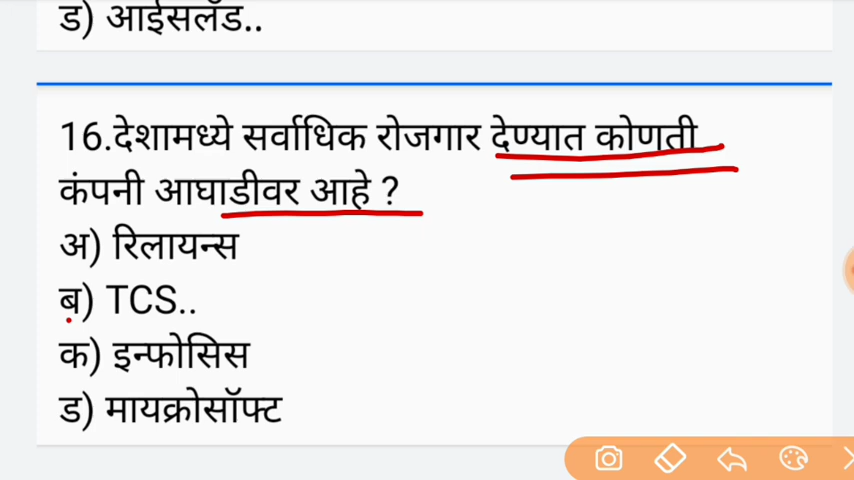 ड) आईसलँड..
16.देशामध्ये सर्वाधिक रोजगार देण्यात कोणती
कंपनी आघाडीवर आहे ?
अ) रिलायन्स
ब) TCS..
क) इन्फोसिस
ड) मायक्रोसॉफ्ट